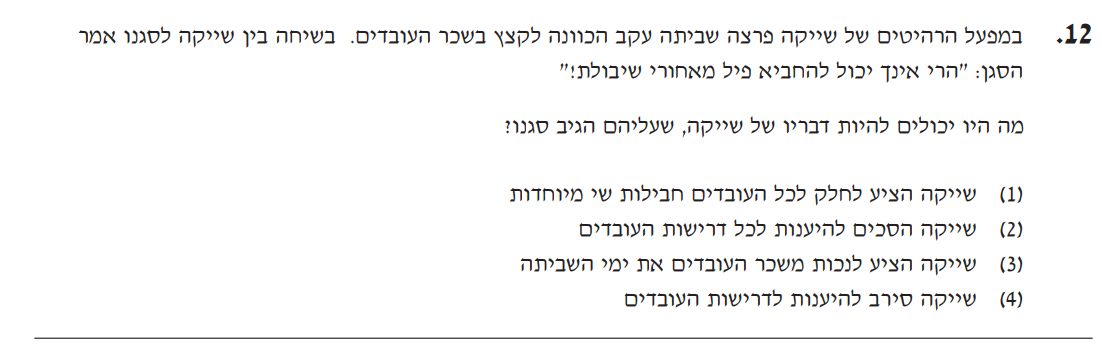 12. במפעל הרהיטים של שייקה פרצה שביתה עקב הכוונה לקצץ בשכר העובדים. בשיחה בין שייקה לסגנו אמר
הסגן: "הרי אינך יכול להחביא פיל מאחורי שיבולת!"
מה היו יכולים להיות דבריו של שייקה, שעליהם הגיב סגנו?
(1) שייקה הציע לחלק לכל העובדים חבילות שי מיוחדות
(2) שייקה הסכים להיענות לכל דרישות העובדים
(3) שייקה הציע לנכות משכר העובדים את ימי השביתה
(4) שייקה סירב להיענות לדרישות העובדים